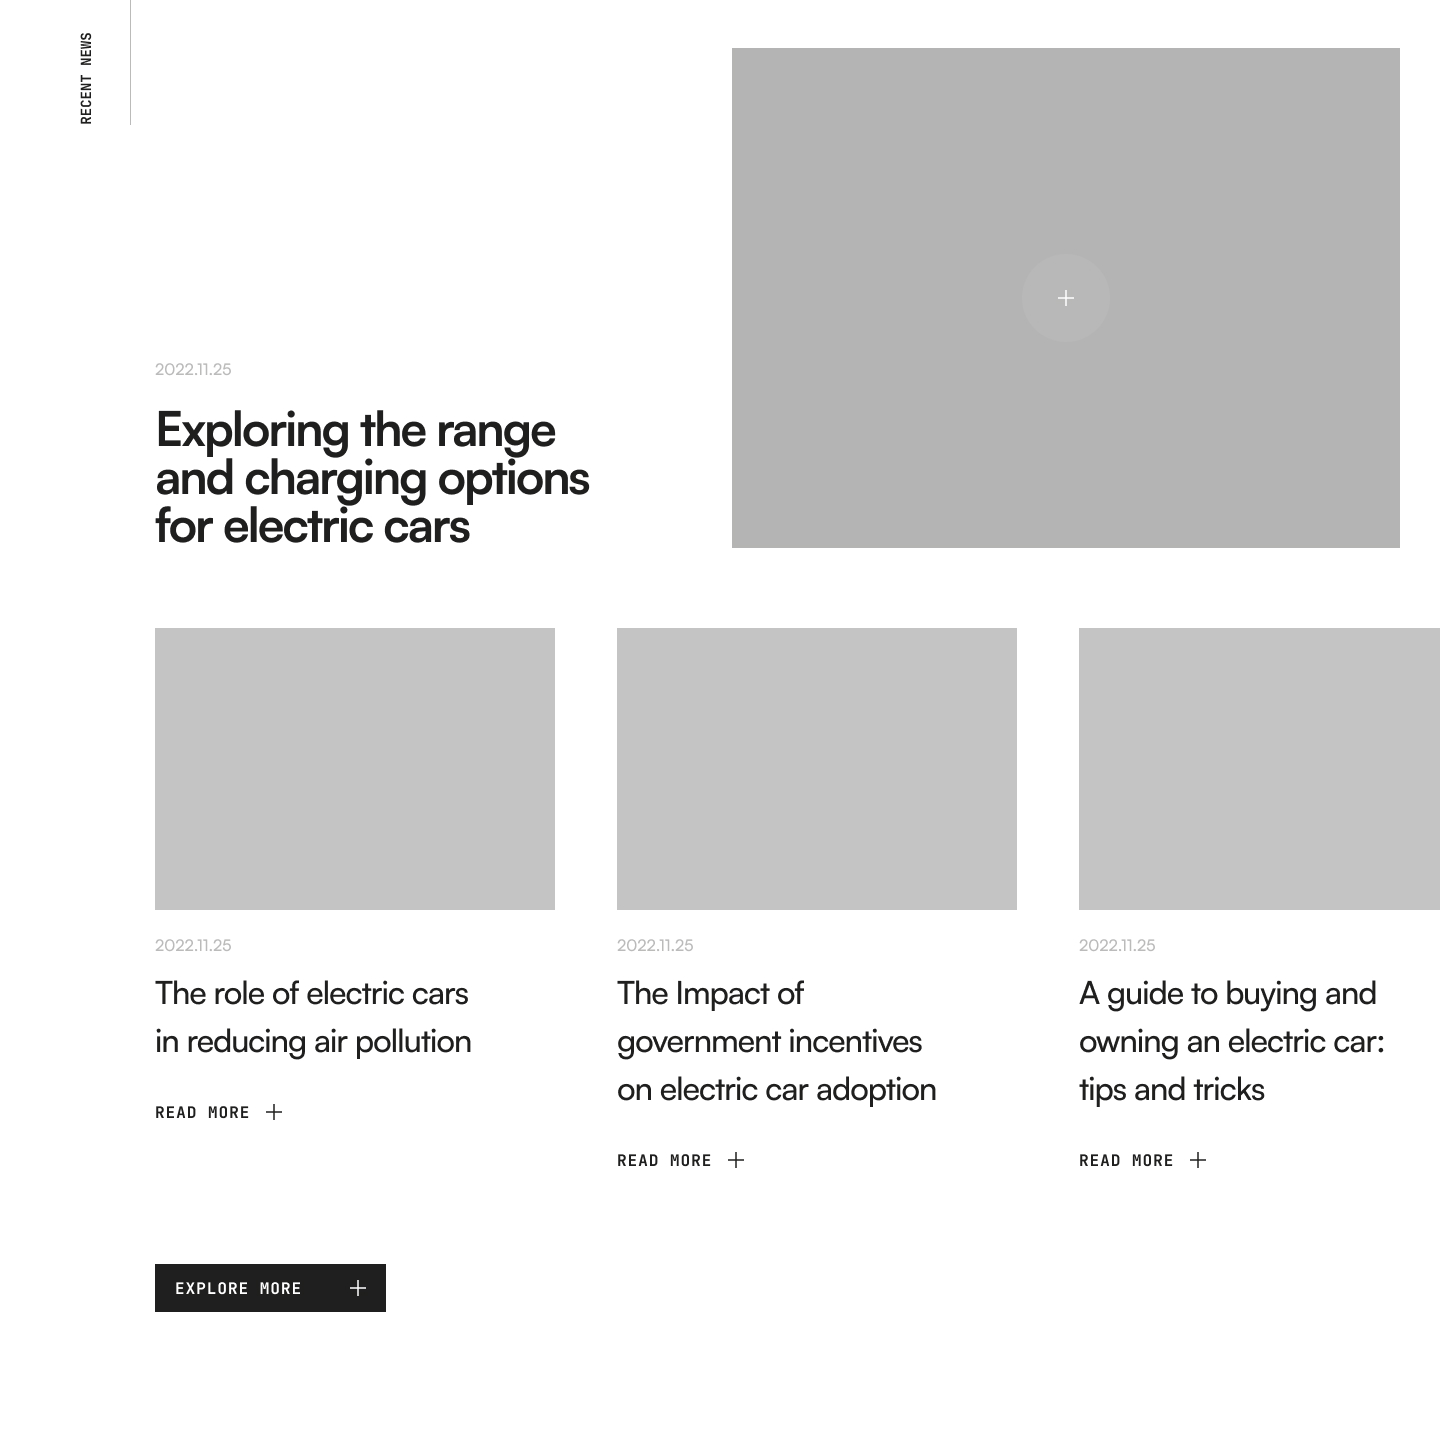 RECENT NEWS
2022.11.25
Exploring the range
and charging options
for electric cars
2022.11.25
The role of electric cars
in reducing air pollution
READ MORE
2022.11.25
The Impact of
government incentives
on electric car adoption
READ MORE
2022.11.25
A guide to buying and
owning an electric car:
tips and tricks
READ MORE
EXPLORE MORE